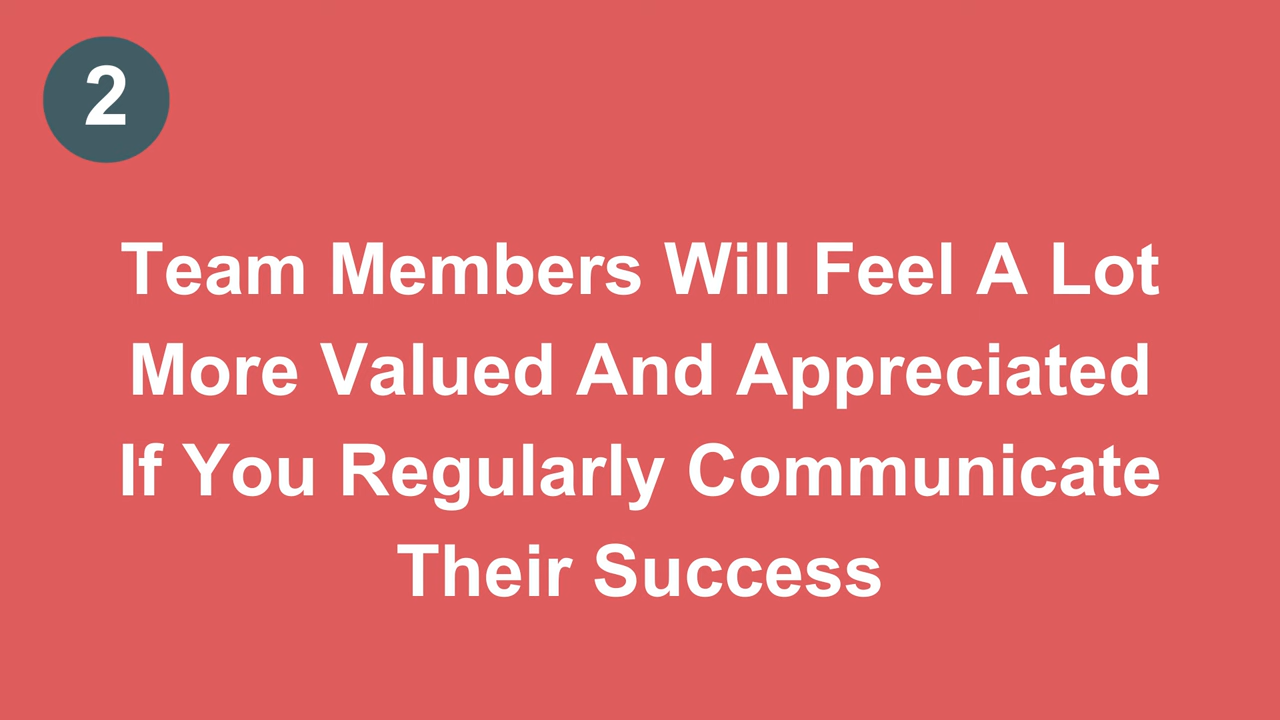 2
Team Members Will Feel A Lot
More Valued And Appreciated
If You Regularly Communicate
Their Success